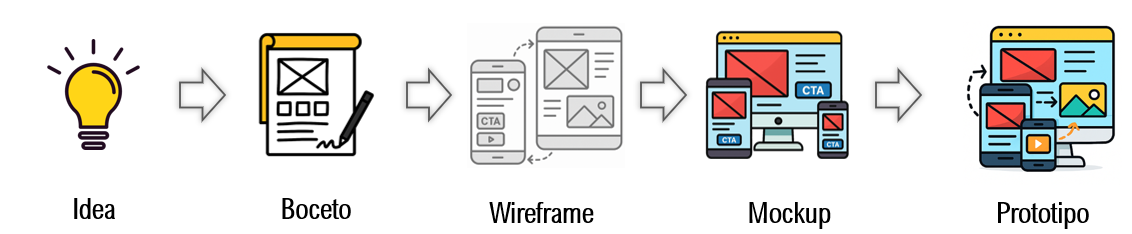 CTA
CTA
CTA
CTA
Idea
Boceto
Wireframe
Mockup
Prototipo